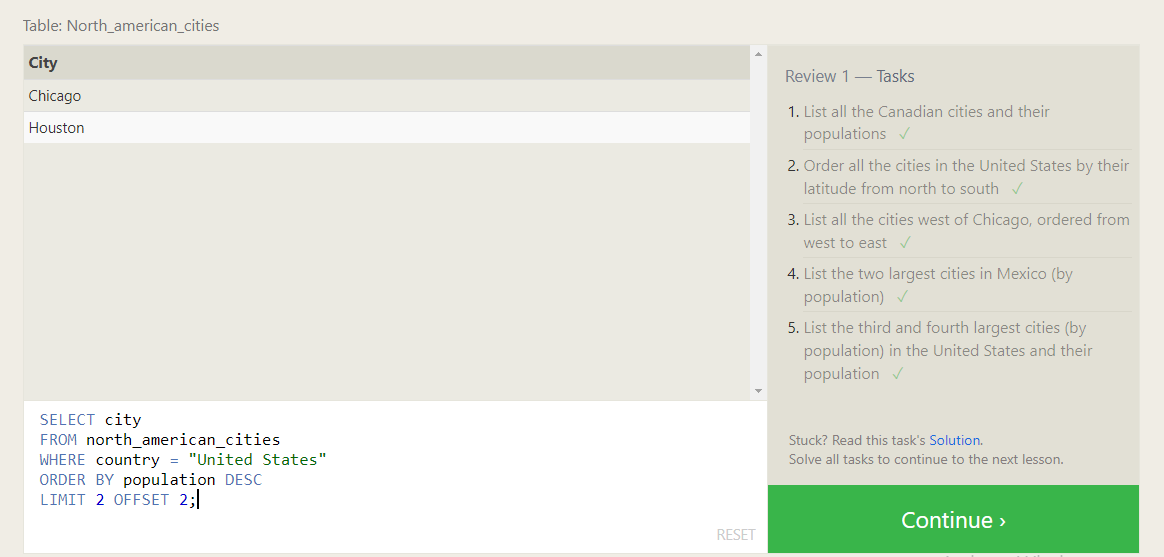 Table: North_american_cities
City
Chicago
Houston
SELECT city
FROM north_american_cities
WHERE country = "United States"
ORDER BY population DESC
LIMIT 2 OFFSET 2;
RESET
Review 1 — Tasks
1. List all the Canadian cities and their
populations ✓
2. Order all the cities in the United States by their
latitude from north to south ✓
3. List all the cities west of Chicago, ordered from
west to east ✓
4. List the two largest cities in Mexico (by
population) ✓
5. List the third and fourth largest cities (by
population) in the United States and their
population ✓
Stuck? Read this task's Solution.
Solve all tasks to continue to the next lesson.
Continue ›